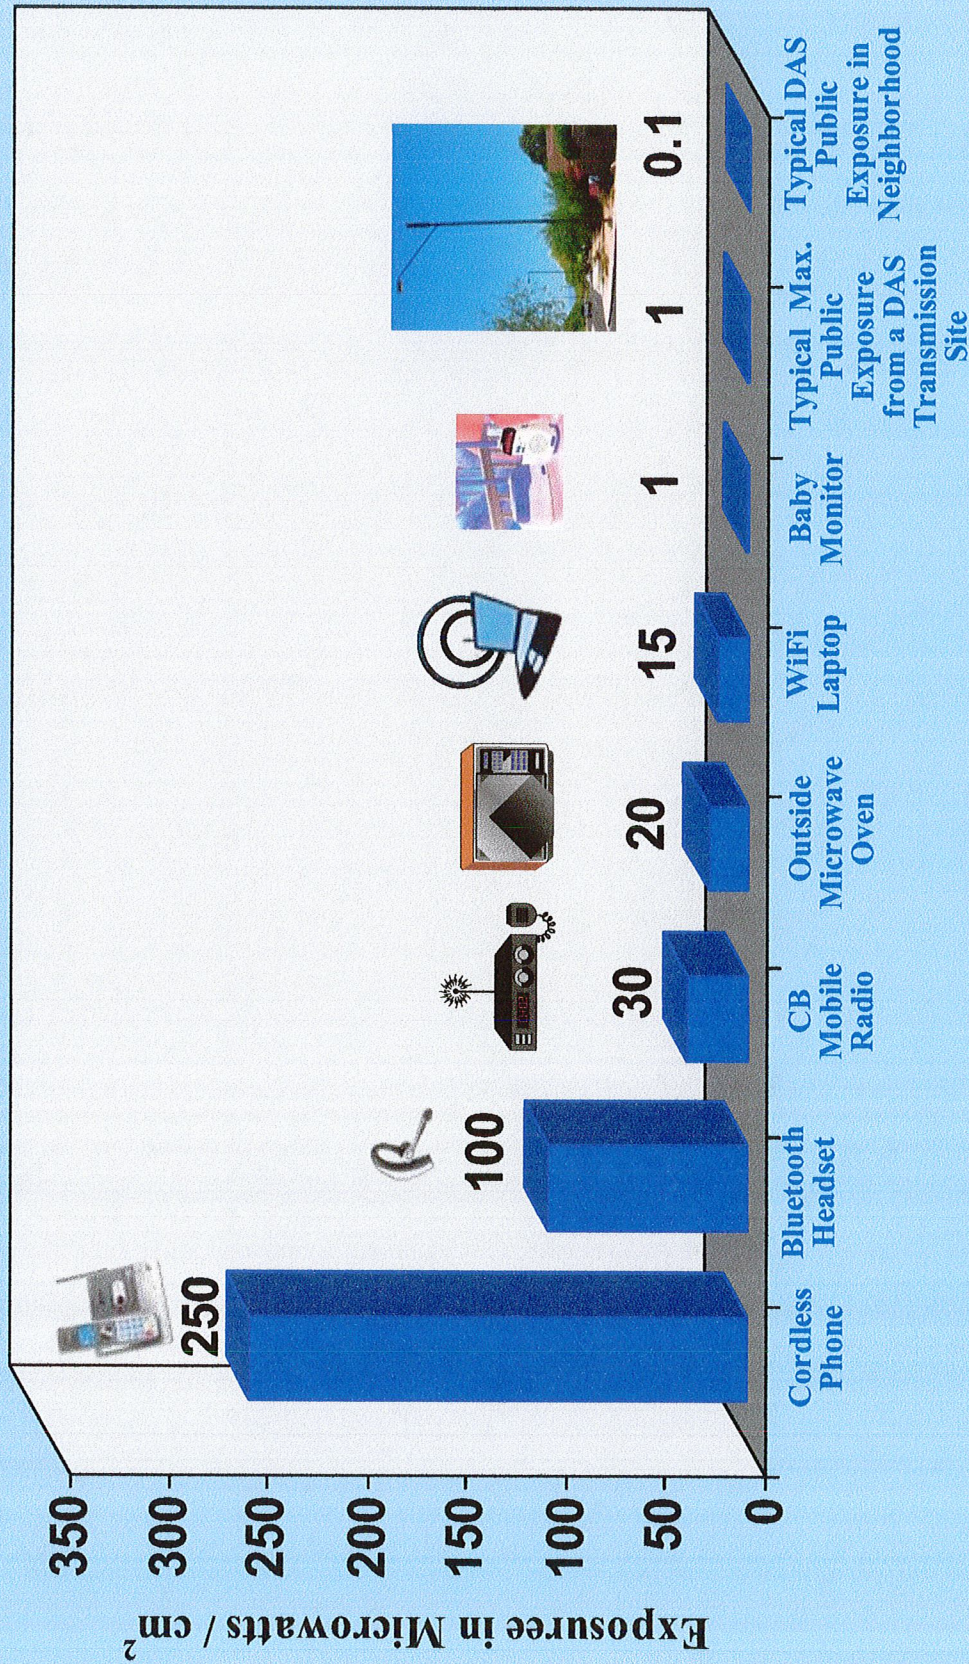 Exposuree in Microwatts / cm²
350
300
250
200
150
100
50
0
250
100
30
20
15
1
1
0.1
Cordless
Phone
Bluetooth
Headset
CB
Mobile
Radio
Outside
Microwave
Oven
WiFi
Laptop
Baby
Monitor
Typical Max.
Public
Exposure
from a DAS
Transmission
Site
Typical DAS
Public
Exposure in
Neighborhood